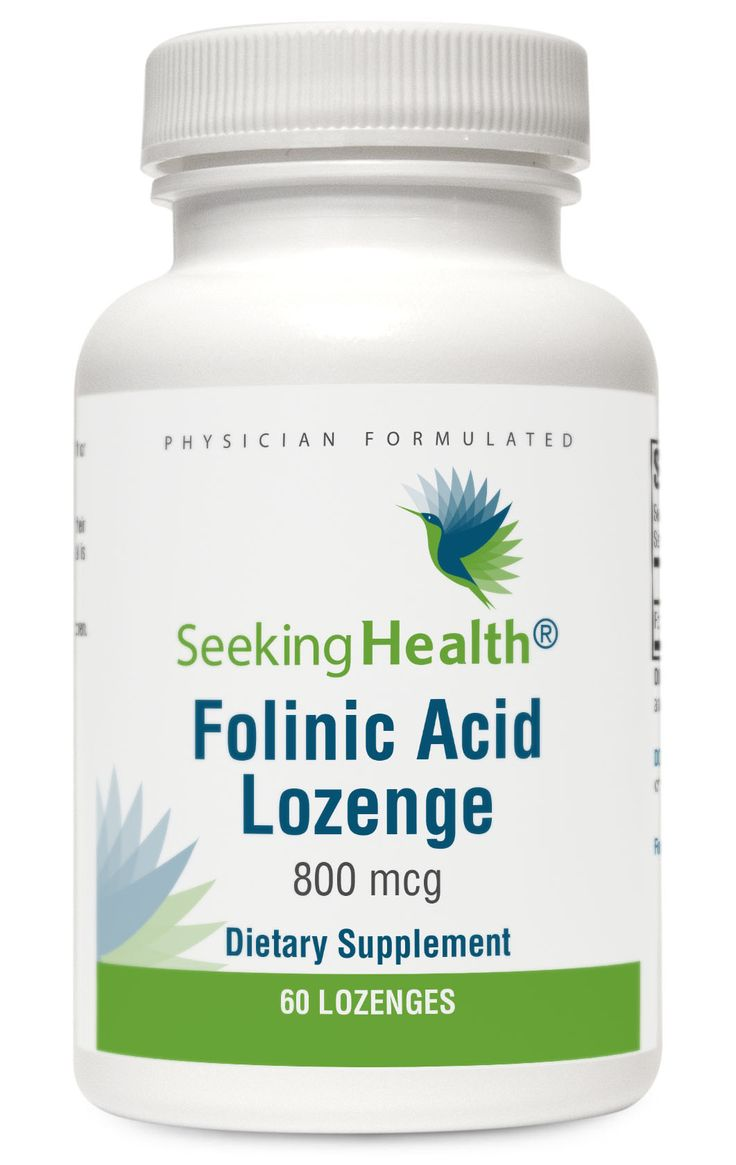 PHYSICIAN FORMULATED
SeekingHealth®
Folinic Acid
Lozenge
800 mcg
Dietary Supplement
60 LOZENGES